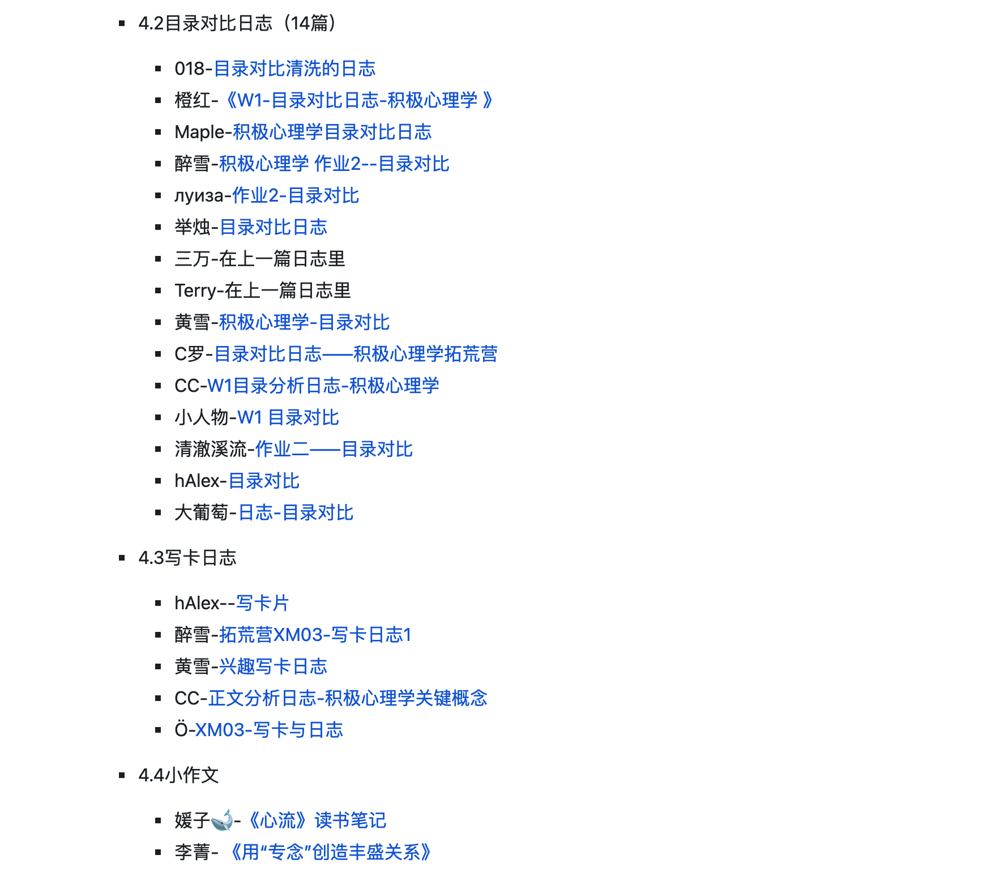 4.2目录对比日志（14篇）
018-目录对比清洗的日志
橙红-《W1-目录对比日志-积极心理学 》
Maple-积极心理学目录对比日志
醉雪-积极心理学 作业2--目录对比
луиза-作业2-目录对比
举烛-目录对比日志
三万-在上一篇日志里
Terry-在上一篇日志里
黄雪-积极心理学-目录对比
C罗-目录对比日志——积极心理学拓荒营
CC-W1目录分析日志-积极心理学
小人物-W1 目录对比
清澈溪流-作业二——目录对比
hAlex-目录对比
大葡萄-日志-目录对比
4.3写卡日志
hAlex--写卡片
醉雪-拓荒营XM03-写卡日志1
黄雪-兴趣写卡日志
CC-正文分析日志-积极心理学关键概念
Ö-XM03-写卡与日志
4.4小作文
媛子🐋-《心流》读书笔记
李菁- 《用“专念”创造丰盛关系》